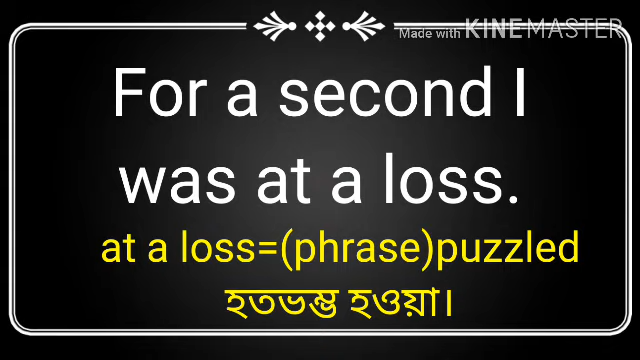 Made with KINEMASTER
For a second I
was at a loss.
at a loss=(phrase)puzzled
হতভম্ভ হওয়া।